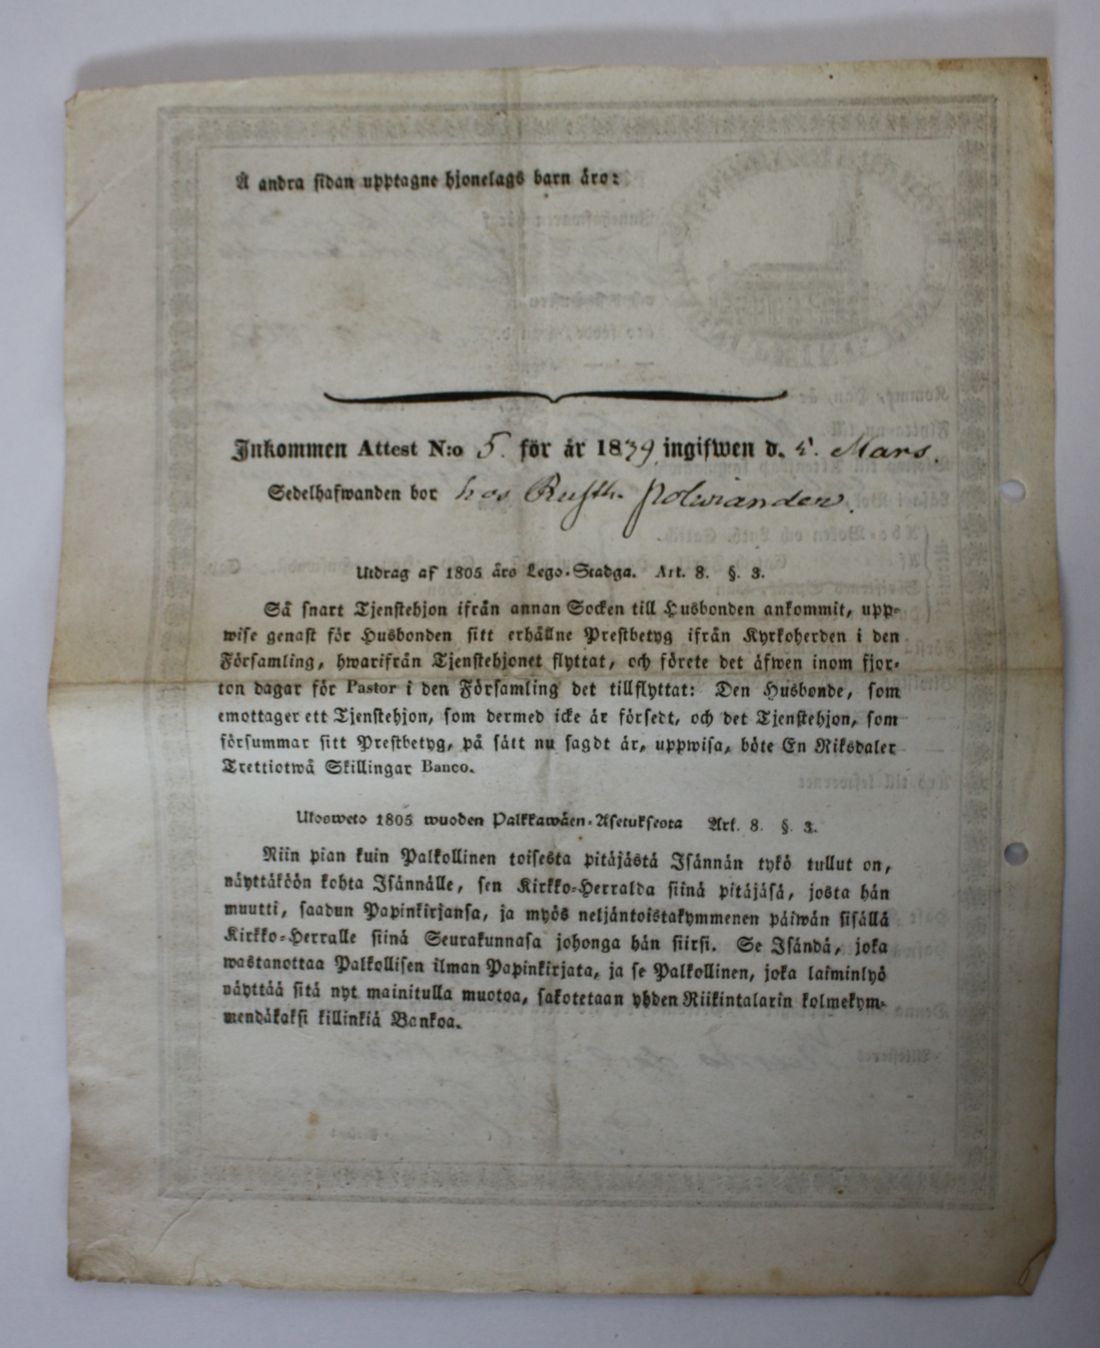 Å andra sidan upptagne hjonelags barn äro:
Inkommen Attest N:o 5. för år 1839 ingifwen d. 5. Mars.
Sedelhafwanden bor hos Rusth.
Utdrag af 1805 års Lego-Stadga. Art. 8. §. 3.
Så snart Tjenstehjon ifrån annan Socken till Husbonden ankommit, upp-
wise genast för Husbonden sitt erhållne Prestbetyg ifrån Kyrkoherden i den
Församling, hwarifrån Tjenstehjonet flyttat, och förete det äfwen inom fjor-
ton dagar för Pastor i den Församling det tillflyttat: Den Husbonde, som
emottager ett Tjenstehjon, som dermed icke är försedt, och det Tjenstehjon, som
försummar sitt Prestbetyg, på sätt nu sagdt är, uppwisa, böte En Riksdaler
Trettiotwå Skillingar Banco.
Ulosweto 1805 wuoden Palkkawäen-Asetuksesta Art. 8. §. 3.
Niin pian kuin Palkollinen toisesta pitäjästä Isännän tykö tullut on,
näyttäköön kohta Isännälle, sen Kirkko-Herralda siinä pitäjäsä, josta hän
muutti, saadun Papinkirjansa, ja myös neljäntoistakymmenen päiwän sisällä
Kirkko-Herralle siinä Seurakunnasa johonga hän siirsi. Se Isändä, joka
wastanottaa Palkollisen ilman Papinkirjata, ja se Palkollinen, joka laiminlyö
näyttää sitä nyt mainitulla muotoa, sakotetaan yhden Riikintalarin kolmekym-
mendäkaksi killinkiä Bankoa.